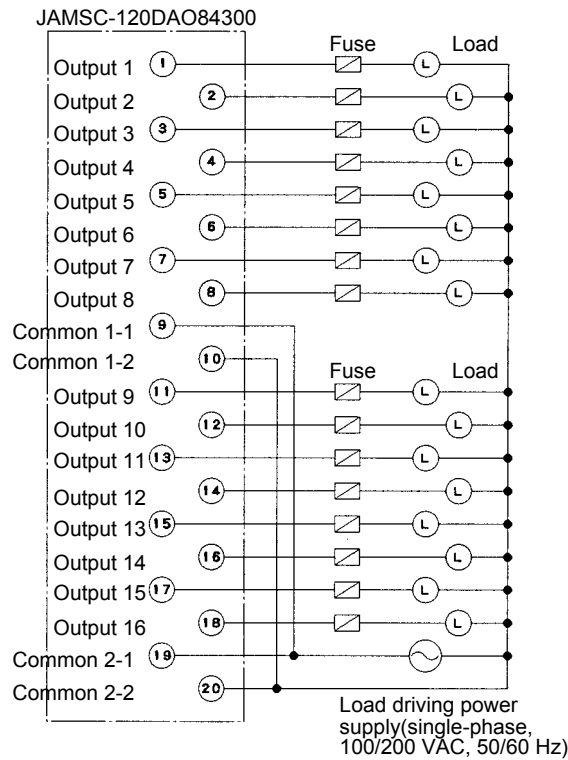 JAMSC-120DAO84300
Fuse Load
Output 1 1 L
Output 2 2 L
Output 3 3 L
Output 4 4 L
Output 5 5 L
Output 6 6 L
Output 7 7 L
Output 8 8 L
Common 1-1 9
Common 1-2 10
Fuse Load
Output 9 11 L
Output 10 12 L
Output 11 13 L
Output 12 14 L
Output 13 15 L
Output 14 16 L
Output 15 17 L
Output 16 18 L
Common 2-1 19
Common 2-2 20
Load driving power
supply(single-phase,
100/200 VAC, 50/60 Hz)